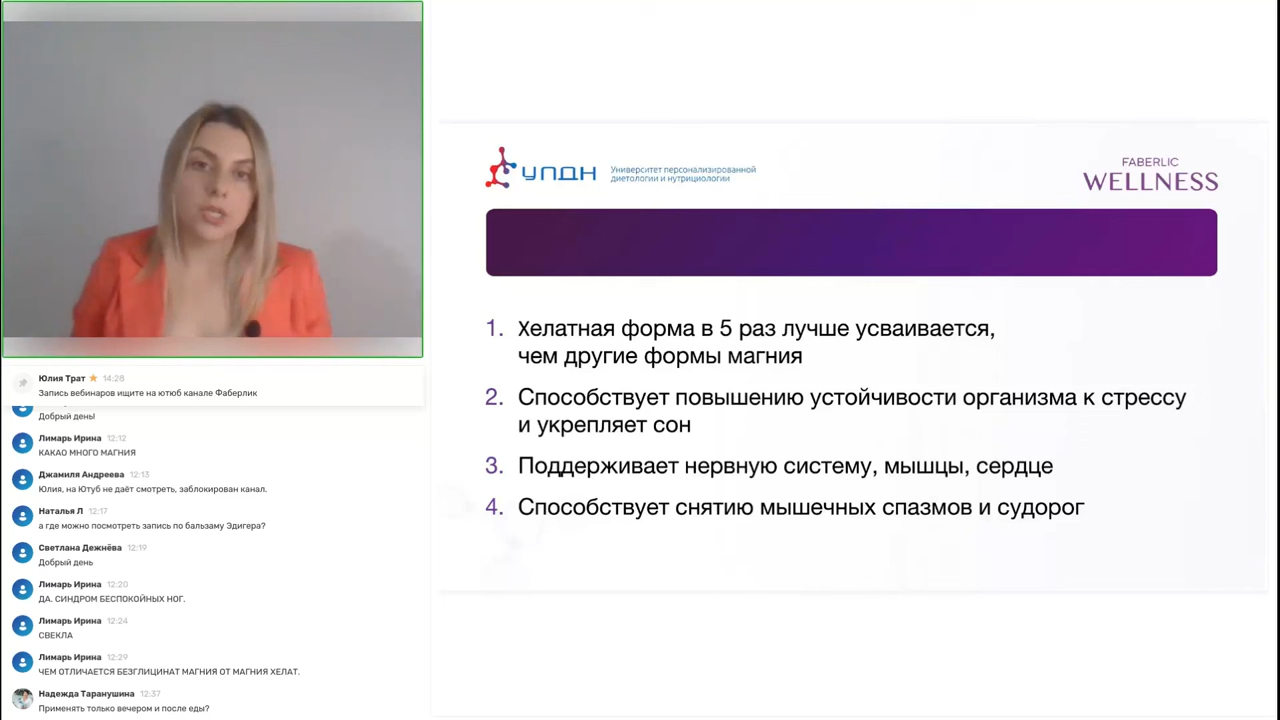 Юлия Трат 14:28
Запись вебинаров ищите на ютюб канале Фаберлик
Добрый день!
Лимарь Ирина 12:12
КАКАО МНОГО МАГНИЯ
Джамиля Андреева 12:13
Юлия, на Ютуб не даёт смотреть, заблокирован канал.
Наталья Л 12:17
а где можно посмотреть запись по бальзаму Эдигера?
Светлана Дежнёва 12:19
Добрый день
Лимарь Ирина 12:20
ДА. СИНДРОМ БЕСПОКОЙНЫХ НОГ.
Лимарь Ирина 12:24
СВЕКЛА
Лимарь Ирина 12:29
ЧЕМ ОТЛИЧАЕТСЯ БЕЗГЛИЦИНАТ МАГНИЯ ОТ МАГНИЯ ХЕЛАТ.
Надежда Таранушина 12:37
Применять только вечером и после еды?
УПДН
Университет персонализированной
диетологии и нутрициологии
FABERLIC
WELLNESS
1. Хелатная форма в 5 раз лучше усваивается,
чем другие формы магния
2. Способствует повышению устойчивости организма к стрессу
и укрепляет сон
3. Поддерживает нервную систему, мышцы, сердце
4. Способствует снятию мышечных спазмов и судорог